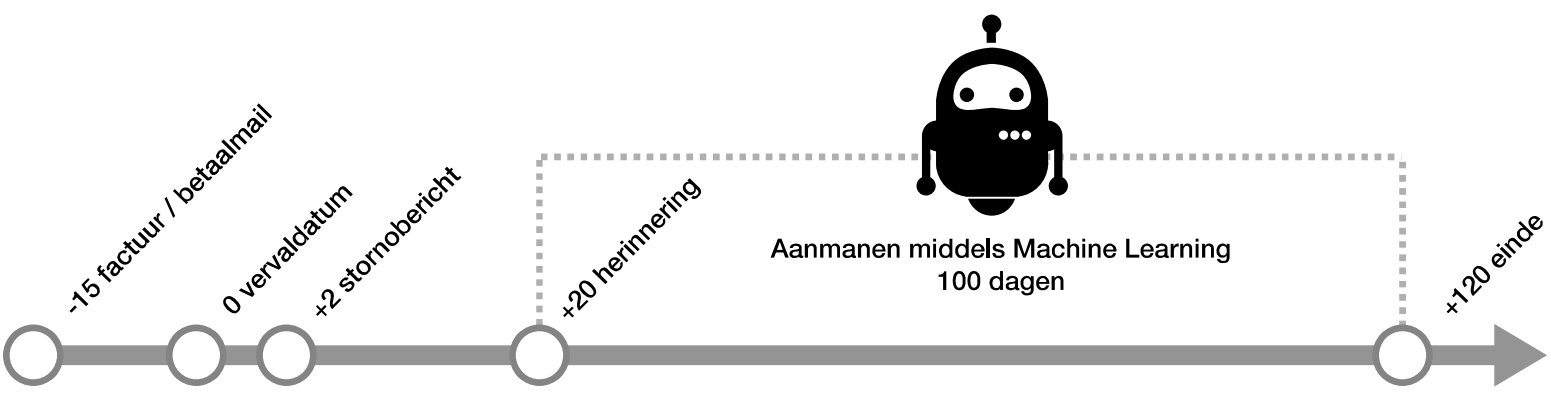 -15 factuur / betaalmail
0 vervaldatum
+2 stornobericht
+20 herinnering
Aanmanen middels Machine Learning
100 dagen
+120 einde